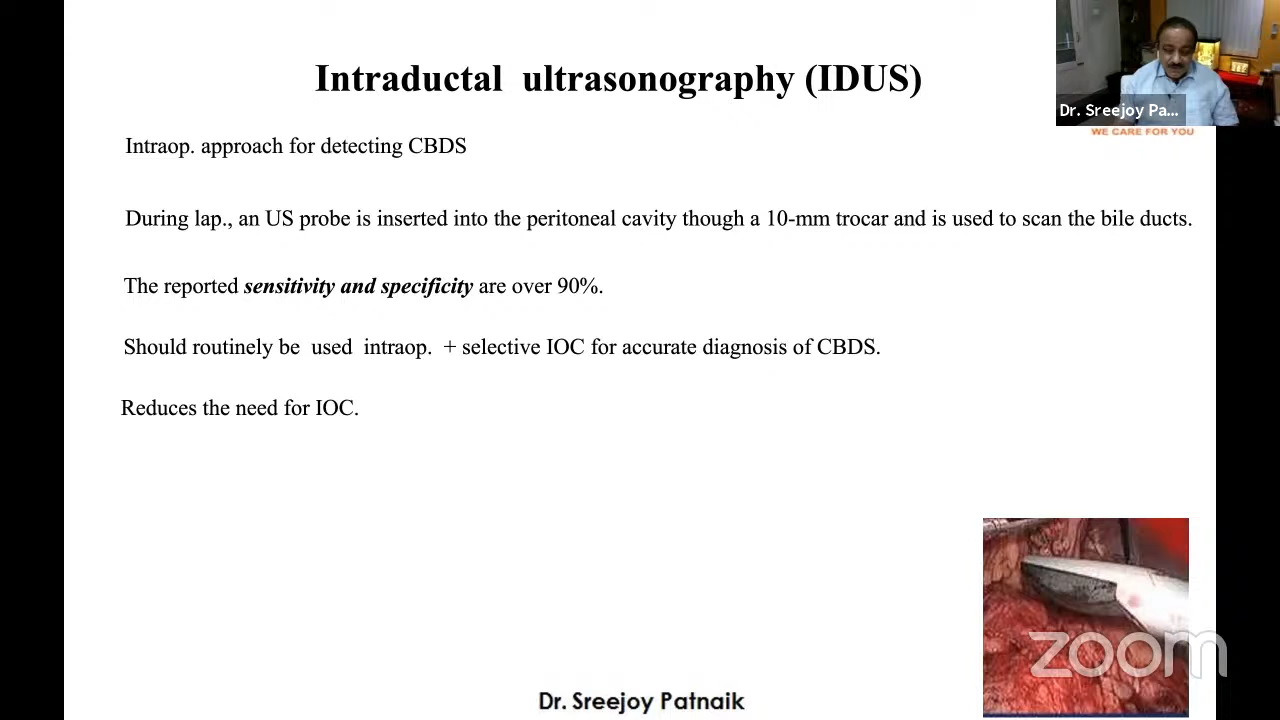 Intraductal ultrasonography (IDUS)
Dr. Sreejoy Pa...
WE CARE FOR YOU
Intraop. approach for detecting CBDS
During lap., an US probe is inserted into the peritoneal cavity though a 10-mm trocar and is used to scan the bile ducts.
The reported sensitivity and specificity are over 90%.
Should routinely be used intraop. + selective IOC for accurate diagnosis of CBDS.
Reduces the need for IOC.
zoom
Dr. Sreejoy Patnaik